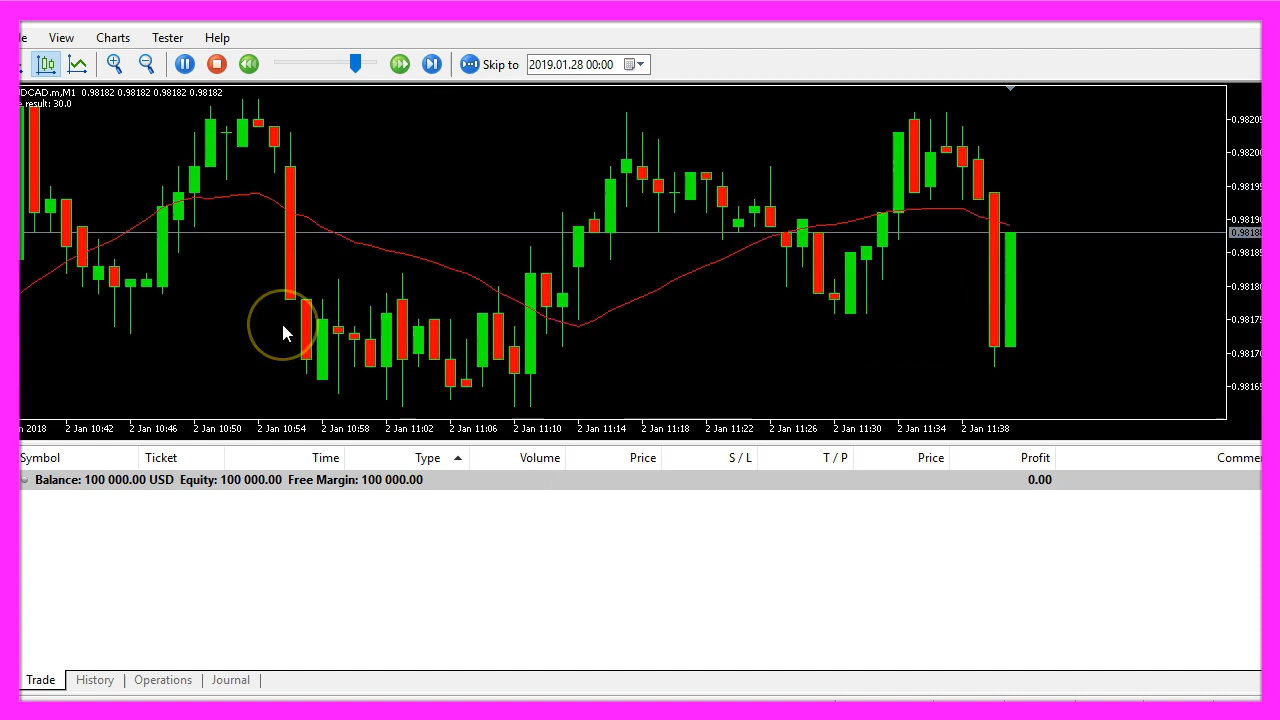 View Charts Tester Help
Skip to 2019.01.28 00:00
DCAD.m,M1 0.98182 0.98182 0.98182 0.98182
result: 30.0
0.98205
0.98200
0.98195
0.98190
0.98185
0.98180
0.98175
0.98170
0.98165
2018 2 Jan 10:42 2 Jan 10:46 2 Jan 10:50 2 Jan 10:54 2 Jan 10:58 2 Jan 11:02 2 Jan 11:06 2 Jan 11:10 2 Jan 11:14 2 Jan 11:18 2 Jan 11:22 2 Jan 11:26 2 Jan 11:30 2 Jan 11:34 2 Jan 11:38
Symbol Ticket Time Type Volume Price S / L T / P Price Profit Comme
Balance: 100 000.00 USD Equity: 100 000.00 Free Margin: 100 000.00 0.00
Trade History Operations Journal